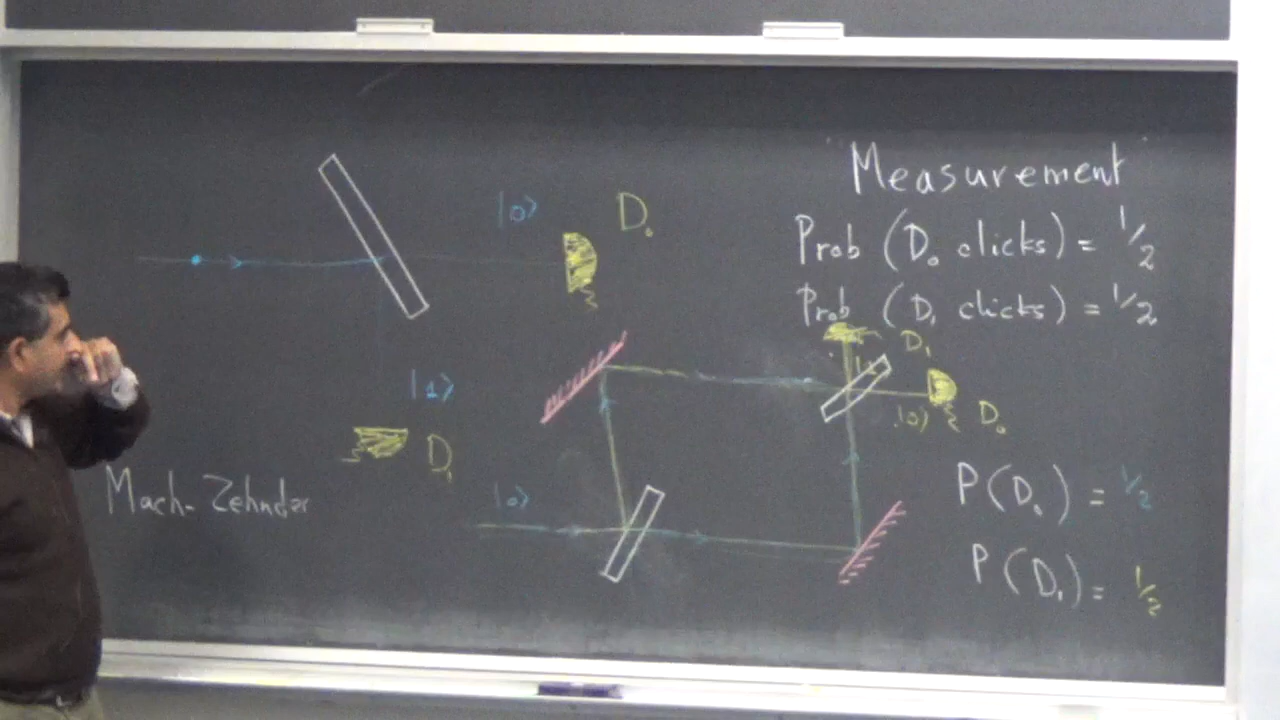 "Measurement"
|0⟩ D₀
Prob (D₀ clicks) = 1/2
Prob (D₁ clicks) = 1/2
|1⟩
D₁
D₁
|0⟩ D₀
Mach-Zehnder
|0⟩
P(D₀) = 1/2
P(D₁) = 1/2